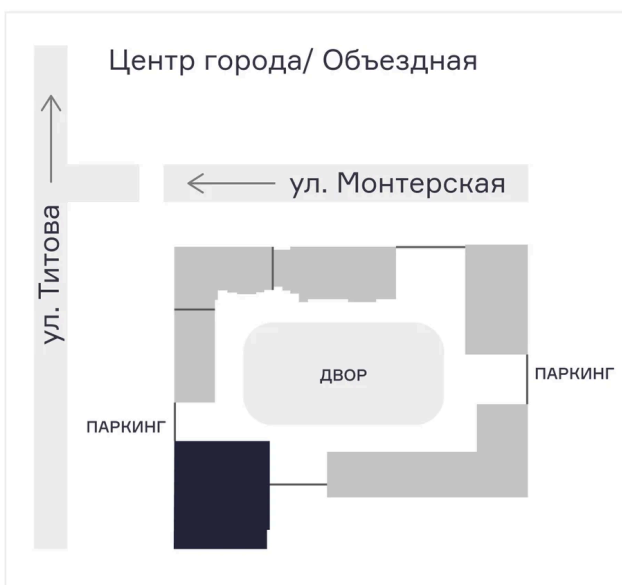 Центр города/ Объездная
ул. Монтерская
ул. Титова
ДВОР
ПАРКИНГ
ПАРКИНГ